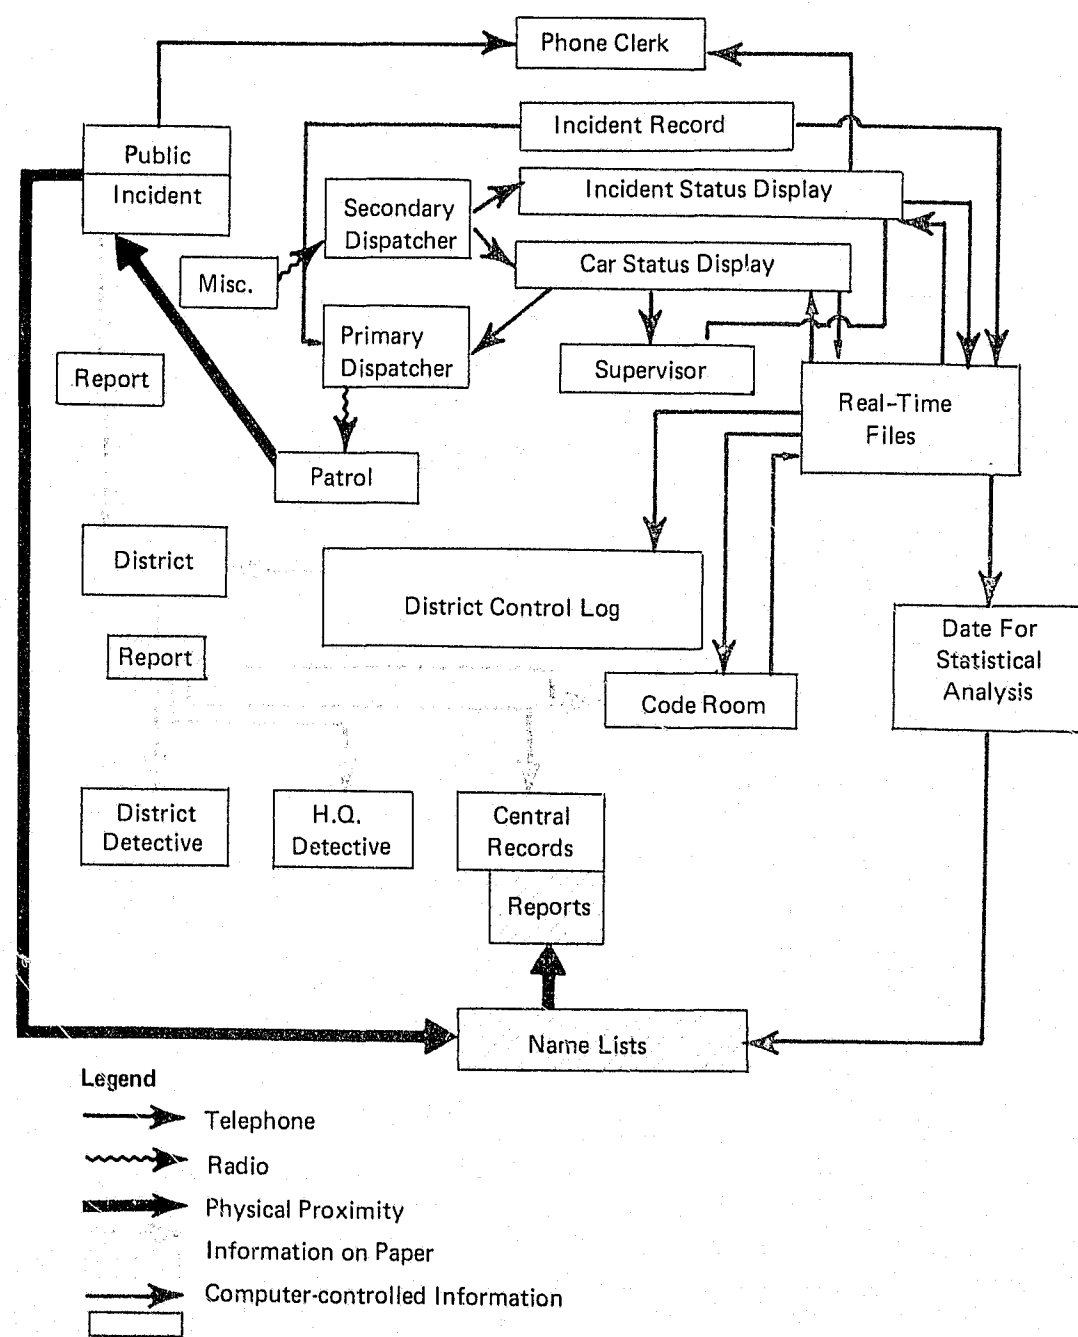 Phone Clerk
Incident Record
Public
Incident
Incident Status Display
Secondary
Dispatcher
Car Status Display
Misc.
Primary
Dispatcher
Report
Supervisor
Real-Time
Files
Patrol
District
District Control Log
Date For
Statistical
Analysis
Report
Code Room
District
Detective
H.Q.
Detective
Central
Records
Reports
Name Lists
Legend
Telephone
Radio
Physical Proximity
Information on Paper
Computer-controlled Information